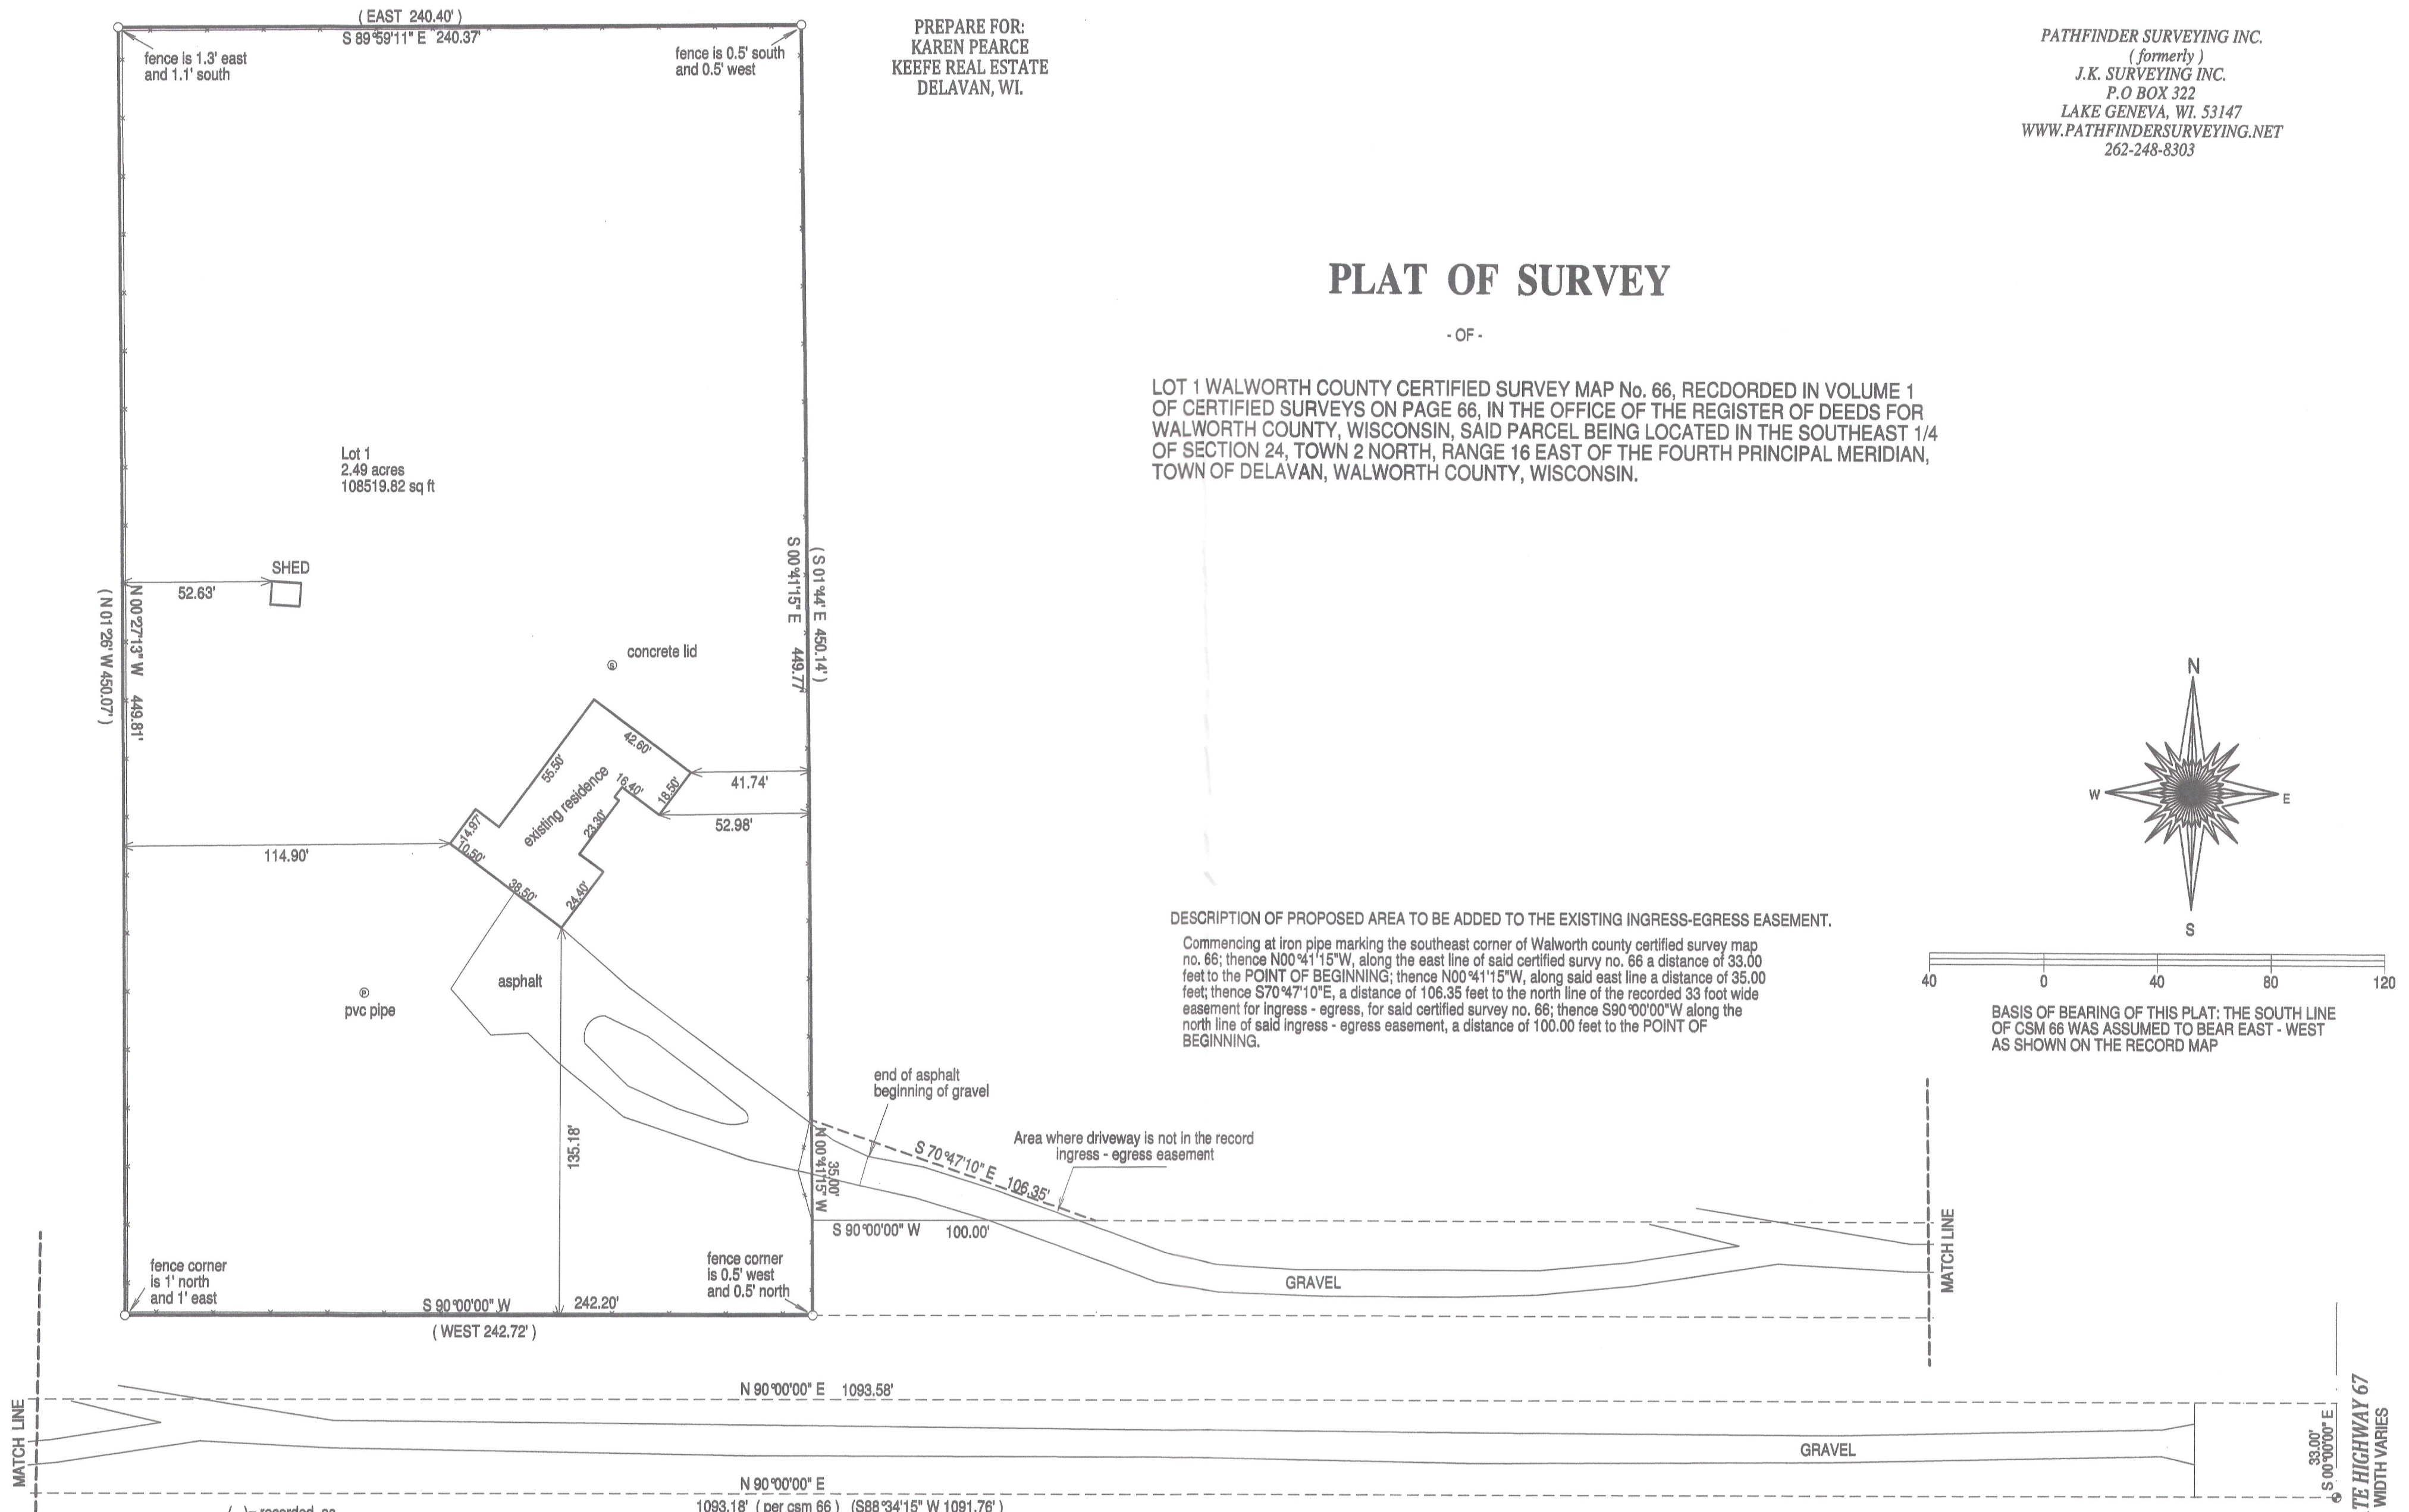 ( EAST 240.40' )
S 89°59'11" E 240.37'
fence is 1.3' east
and 1.1' south
fence is 0.5' south
and 0.5' west
PREPARE FOR:
KAREN PEARCE
KEEFE REAL ESTATE
DELAVAN, WI.
PATHFINDER SURVEYING INC.
( formerly )
J.K. SURVEYING INC.
P.O BOX 322
LAKE GENEVA, WI. 53147
WWW.PATHFINDERSURVEYING.NET
262-248-8303
PLAT OF SURVEY
- OF -
LOT 1 WALWORTH COUNTY CERTIFIED SURVEY MAP No. 66, RECDORDED IN VOLUME 1
OF CERTIFIED SURVEYS ON PAGE 66, IN THE OFFICE OF THE REGISTER OF DEEDS FOR
WALWORTH COUNTY, WISCONSIN, SAID PARCEL BEING LOCATED IN THE SOUTHEAST 1/4
OF SECTION 24, TOWN 2 NORTH, RANGE 16 EAST OF THE FOURTH PRINCIPAL MERIDIAN,
TOWN OF DELAVAN, WALWORTH COUNTY, WISCONSIN.
Lot 1
2.49 acres
108519.82 sq ft
SHED
52.63'
( N 01°26' W 450.07' )
N 00°27'13" W 449.81'
S 00°41'15" E 449.77'
( S 01°44' E 450.14' )
concrete lid
42.60'
55.50'
existing residence
16.40'
18.50'
41.74'
52.98'
23.30'
14.97'
10.50'
114.90'
38.50'
24.40'
asphalt
pvc pipe
135.18'
N
W
E
S
DESCRIPTION OF PROPOSED AREA TO BE ADDED TO THE EXISTING INGRESS-EGRESS EASEMENT.
Commencing at iron pipe marking the southeast corner of Walworth county certified survey map
no. 66; thence N00°41'15"W, along the east line of said certified survy no. 66 a distance of 33.00
feet to the POINT OF BEGINNING; thence N00°41'15"W, along said east line a distance of 35.00
feet; thence S70°47'10"E, a distance of 106.35 feet to the north line of the recorded 33 foot wide
easement for ingress - egress, for said certified survey no. 66; thence S90°00'00"W along the
north line of said ingress - egress easement, a distance of 100.00 feet to the POINT OF
BEGINNING.
40 0 40 80 120
BASIS OF BEARING OF THIS PLAT: THE SOUTH LINE
OF CSM 66 WAS ASSUMED TO BEAR EAST - WEST
AS SHOWN ON THE RECORD MAP
end of asphalt
beginning of gravel
Area where driveway is not in the record
ingress - egress easement
S 70°47'10" E 106.35'
N 00°41'15" W
35.00'
S 90°00'00" W 100.00'
GRAVEL
MATCH LINE
fence corner
is 1' north
and 1' east
fence corner
is 0.5' west
and 0.5' north
S 90°00'00" W 242.20'
( WEST 242.72' )
MATCH LINE
N 90°00'00" E 1093.58'
GRAVEL
N 90°00'00" E
1093.18' ( per csm 66 ) (S88°34'15" W 1091.76' )
33.00'
S 00°00'00" E
TE HIGHWAY 67
WIDTH VARIES
( )= recorded as